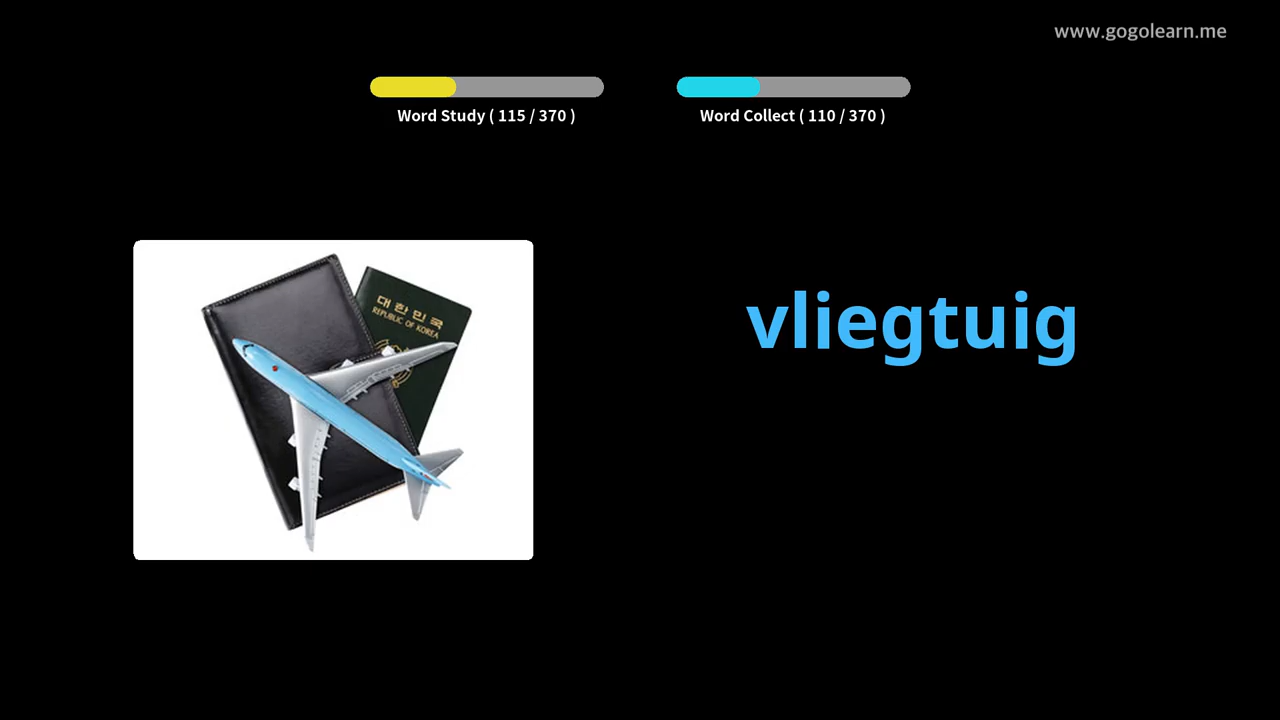 www.gogolearn.me
Word Study ( 115 / 370 )
Word Collect ( 110 / 370 )
대한민국
REPUBLIC OF KOREA
vliegtuig